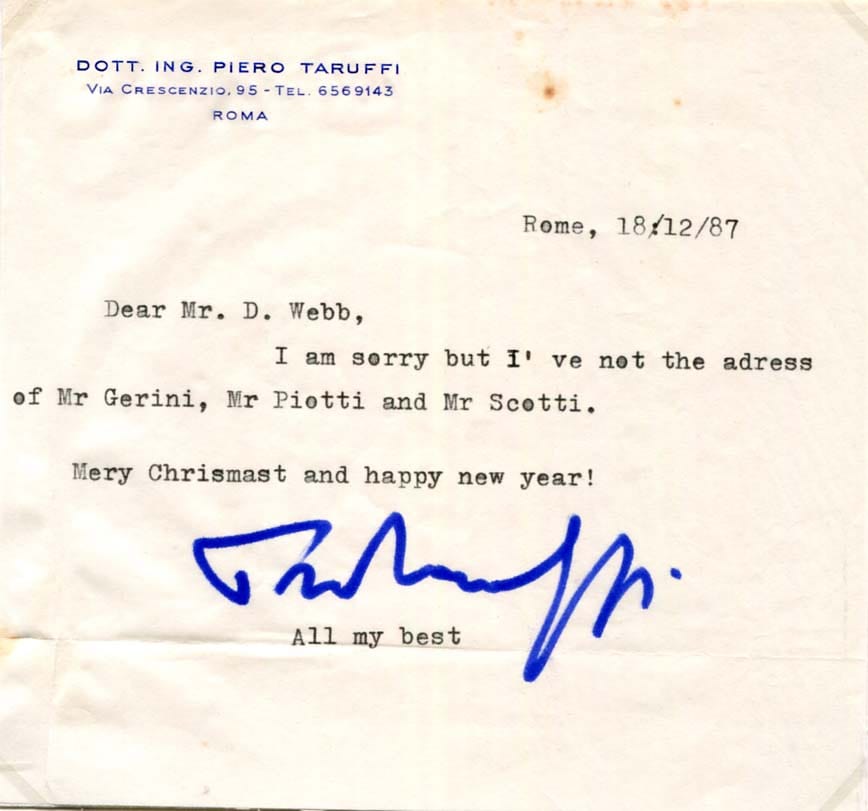 DOTT. ING. PIERO TARUFFI
VIA CRESCENZIO, 95 - TEL. 6569143
ROMA
Rome, 18/12/87
Dear Mr. D. Webb,
I am sorry but I' ve not the adress
of Mr Gerini, Mr Piotti and Mr Scotti.
Mery Chrismast and happy new year!
Taruffi.
All my best